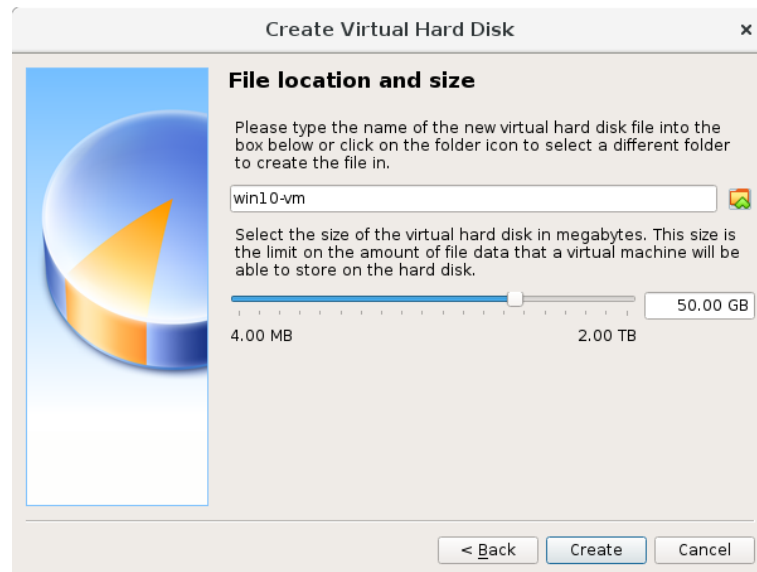 Create Virtual Hard Disk
×
File location and size
Please type the name of the new virtual hard disk file into the
box below or click on the folder icon to select a different folder
to create the file in.
win10-vm
Select the size of the virtual hard disk in megabytes. This size is
the limit on the amount of file data that a virtual machine will be
able to store on the hard disk.
50.00 GB
4.00 MB 2.00 TB
< Back Create Cancel